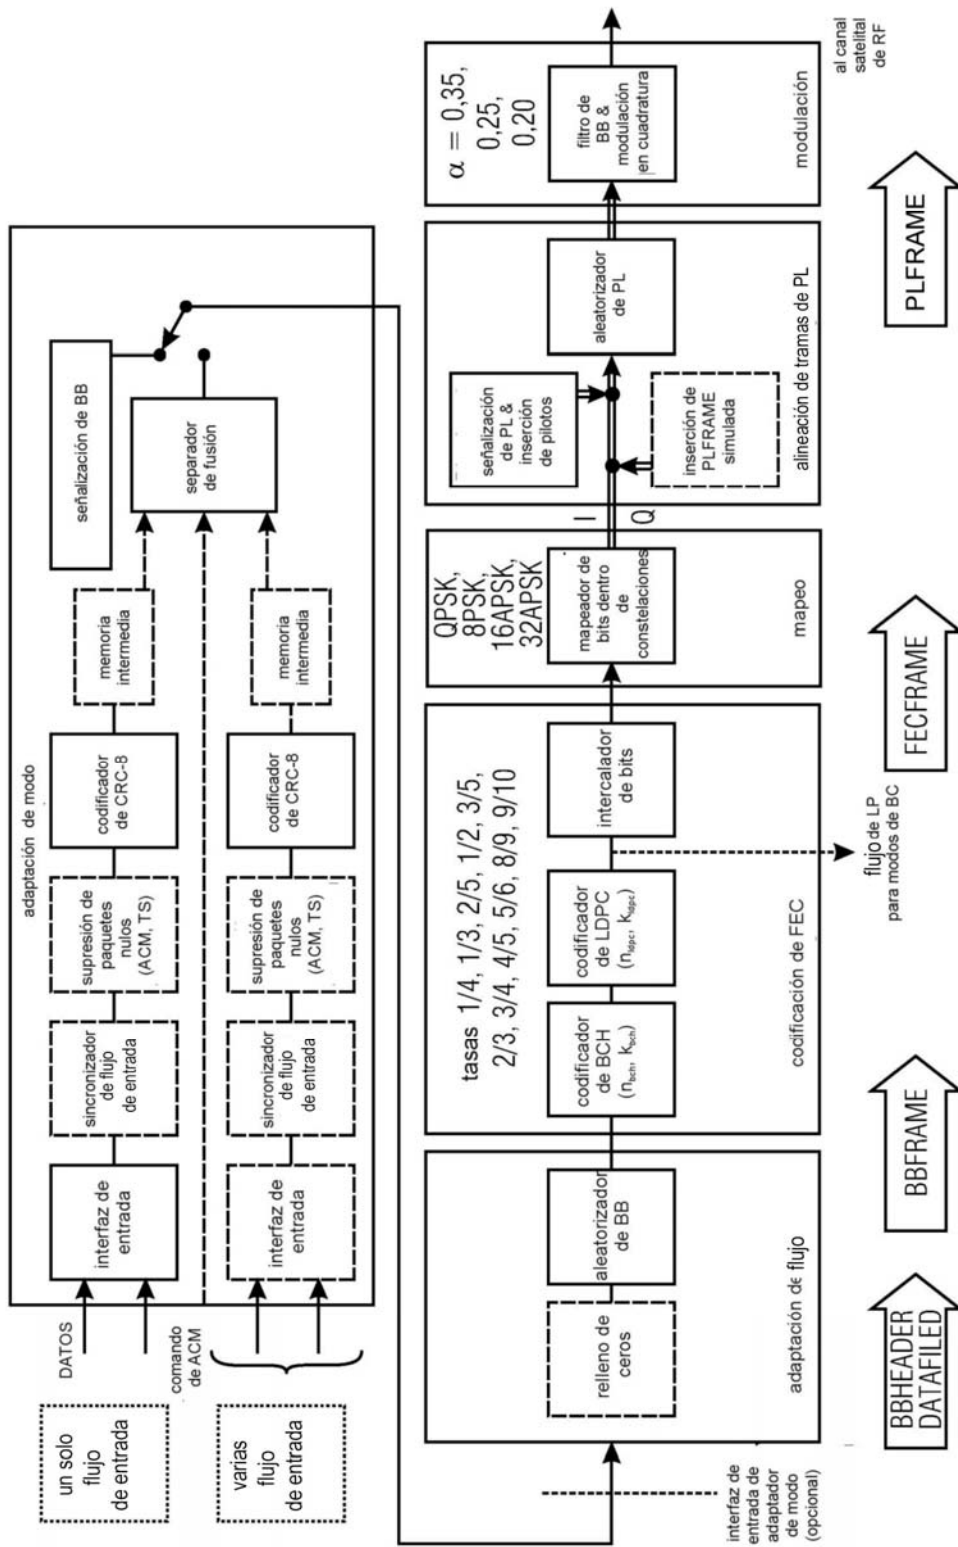 un solo
flujo
de entrada
DATOS
comando
de ACM
varias
flujo
de entrada
adaptación de modo
interfaz de
entrada
sincronizador
de flujo
de entrada
supresión de
paquetes
nulos
(ACM, TS)
codificador
de CRC-8
memoria
intermedia
señalización de BB
separador
de fusión
interfaz de
entrada
sincronizador
de flujo
de entrada
supresión de
paquetes
nulos
(ACM, TS)
codificador
de CRC-8
memoria
intermedia
interfaz de
entrada de
adaptador
de modo
(opcional)
relleno de
ceros
aleatorizador
de BB
adaptación de flujo
tasas 1/4, 1/3, 2/5, 1/2, 3/5,
2/3, 3/4, 4/5, 5/6, 8/9, 9/10
codificador
de BCH
(nbch, kbch)
codificador
de LDPC
(nldpc, kldpc)
intercalador
de bits
codificación de FEC
flujo de LP
para modos de BC
QPSK,
8PSK,
16APSK,
32APSK
mapeador de
bits dentro
de
constelaciones
mapeo
I
Q
señalización
de PL &
inserción
de pilotos
inserción de
PLFRAME
simulada
aleatorizador
de PL
alineación de tramas de PL
α = 0,35,
0,25,
0,20
filtro de
BB &
modulación
en cuadratura
modulación
al canal
satelital
de RF
BBHEADER
DATAFILED
BBFRAME
FECFRAME
PLFRAME